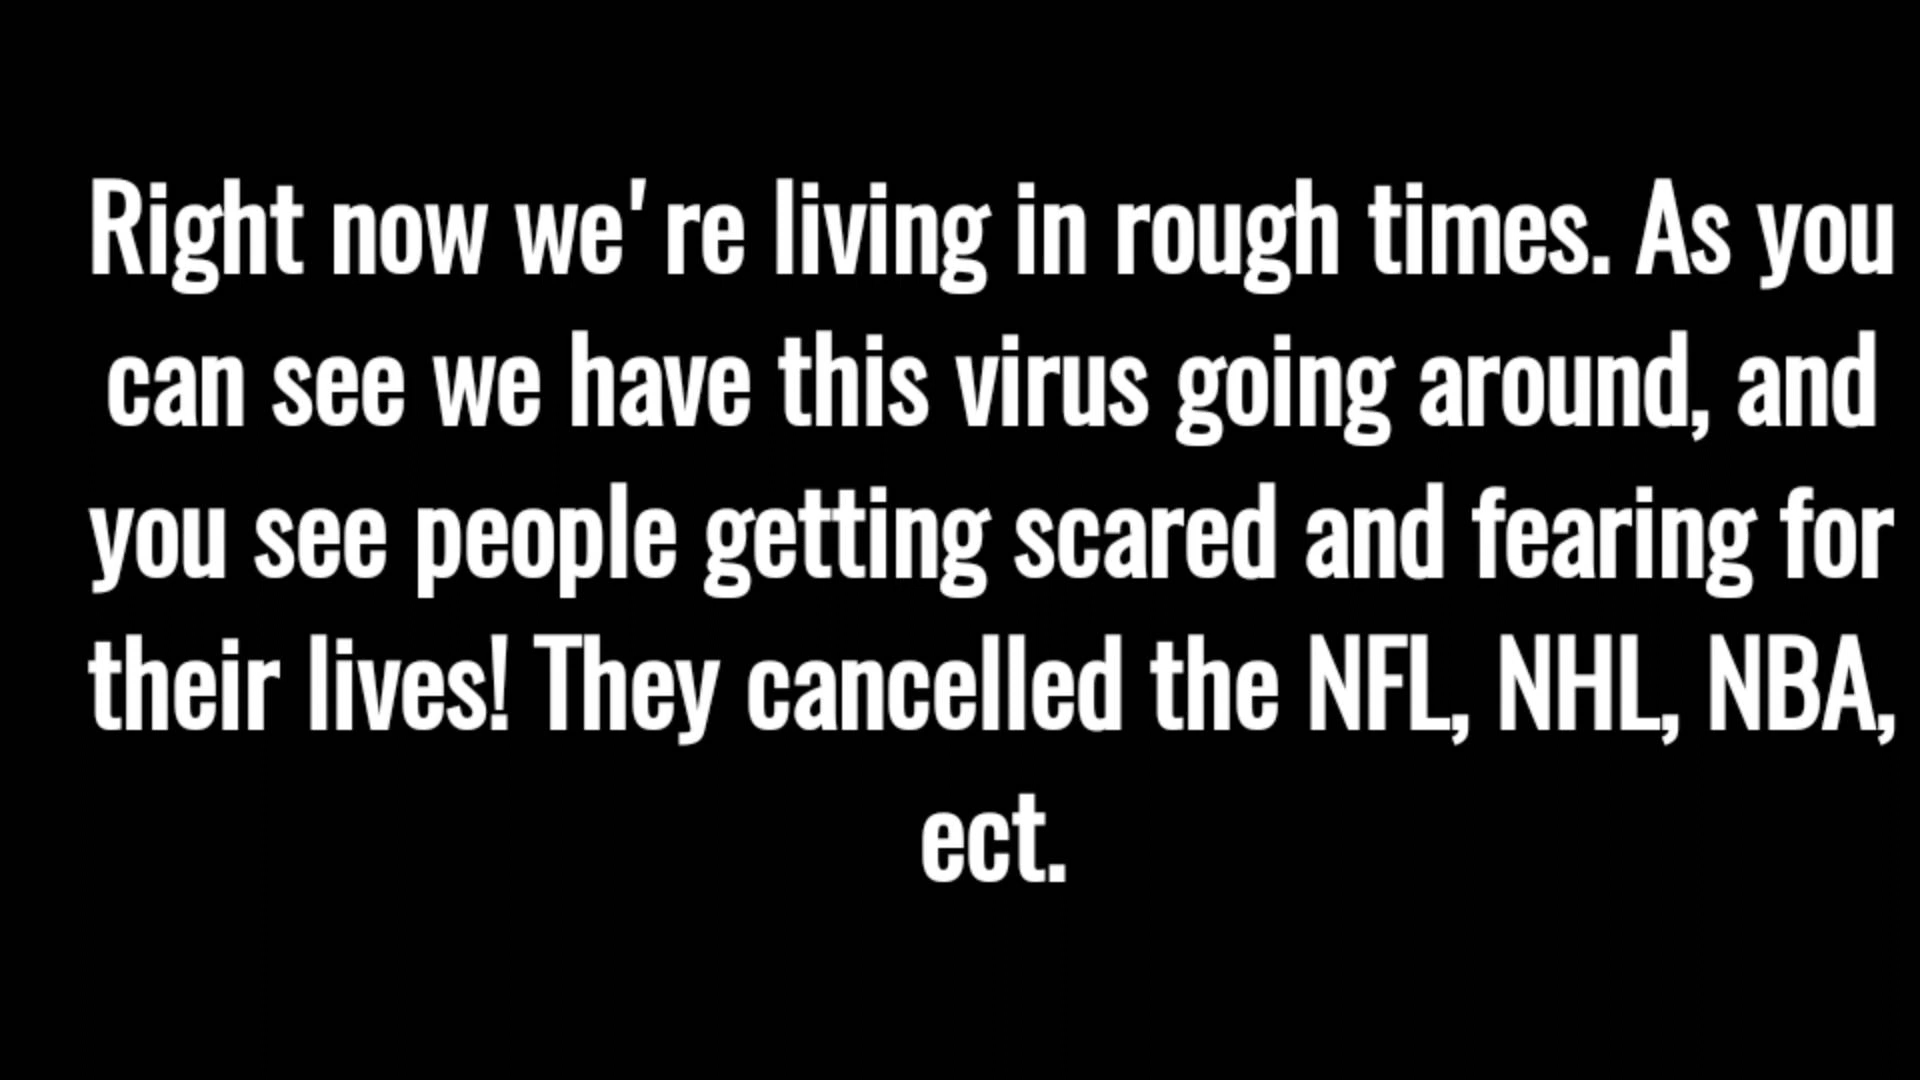 Right now we're living in rough times. As you
can see we have this virus going around, and
you see people getting scared and fearing for
their lives! They cancelled the NFL, NHL, NBA,
ect.